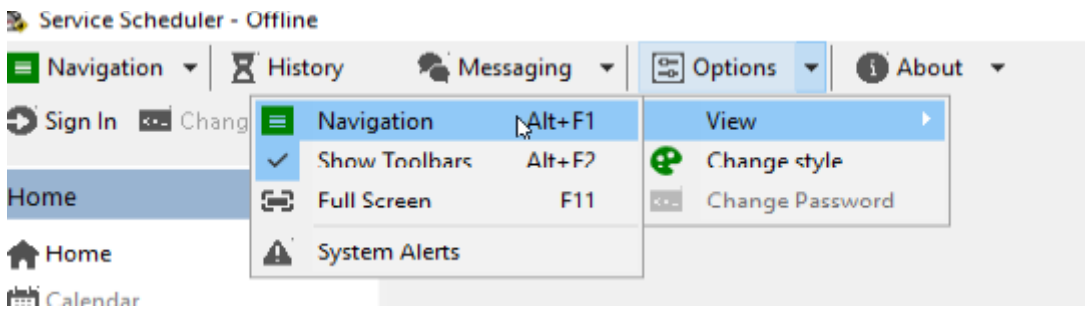 Service Scheduler - Offline
Navigation History Messaging Options About
Sign In Chang
Navigation Alt+F1
Show Toolbars Alt+F2
Full Screen F11
System Alerts
View
Change style
Change Password
Home
Home
Calendar